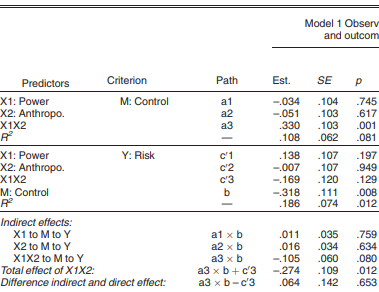 Model 1 Observ
and outcom
Predictors Criterion Path Est. SE p
X1: Power M: Control a1 −.034 .104 .745
X2: Anthropo. a2 −.051 .103 .617
X1X2 a3 .330 .103 .001
R² — .108 .062 .081
X1: Power Y: Risk c′1 .138 .107 .197
X2: Anthropo. c′2 −.007 .107 .949
X1X2 c′3 −.169 .120 .129
M: Control b −.318 .111 .008
R² — .186 .074 .012
Indirect effects:
X1 to M to Y a1 × b .011 .035 .759
X2 to M to Y a2 × b .016 .034 .634
X1X2 to M to Y a3 × b −.105 .060 .080
Total effect of X1X2: a3 × b + c′3 −.274 .109 .012
Difference indirect and direct effect: a3 × b − c′3 .064 .142 .653